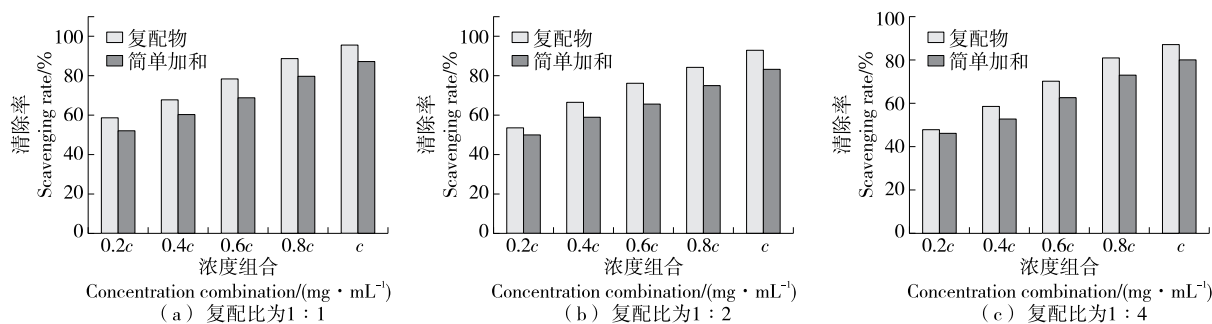 清除率
Scavenging rate/%
100
80
60
40
20
0
复配物
简单加和
0.2c 0.4c 0.6c 0.8c c
浓度组合
Concentration combination/(mg·mL⁻¹)
(a) 复配比为1:1
清除率
Scavenging rate/%
100
80
60
40
20
0
复配物
简单加和
0.2c 0.4c 0.6c 0.8c c
浓度组合
Concentration combination/(mg·mL⁻¹)
(b) 复配比为1:2
清除率
Scavenging rate/%
100
80
60
40
20
0
复配物
简单加和
0.2c 0.4c 0.6c 0.8c c
浓度组合
Concentration combination/(mg·mL⁻¹)
(c) 复配比为1:4